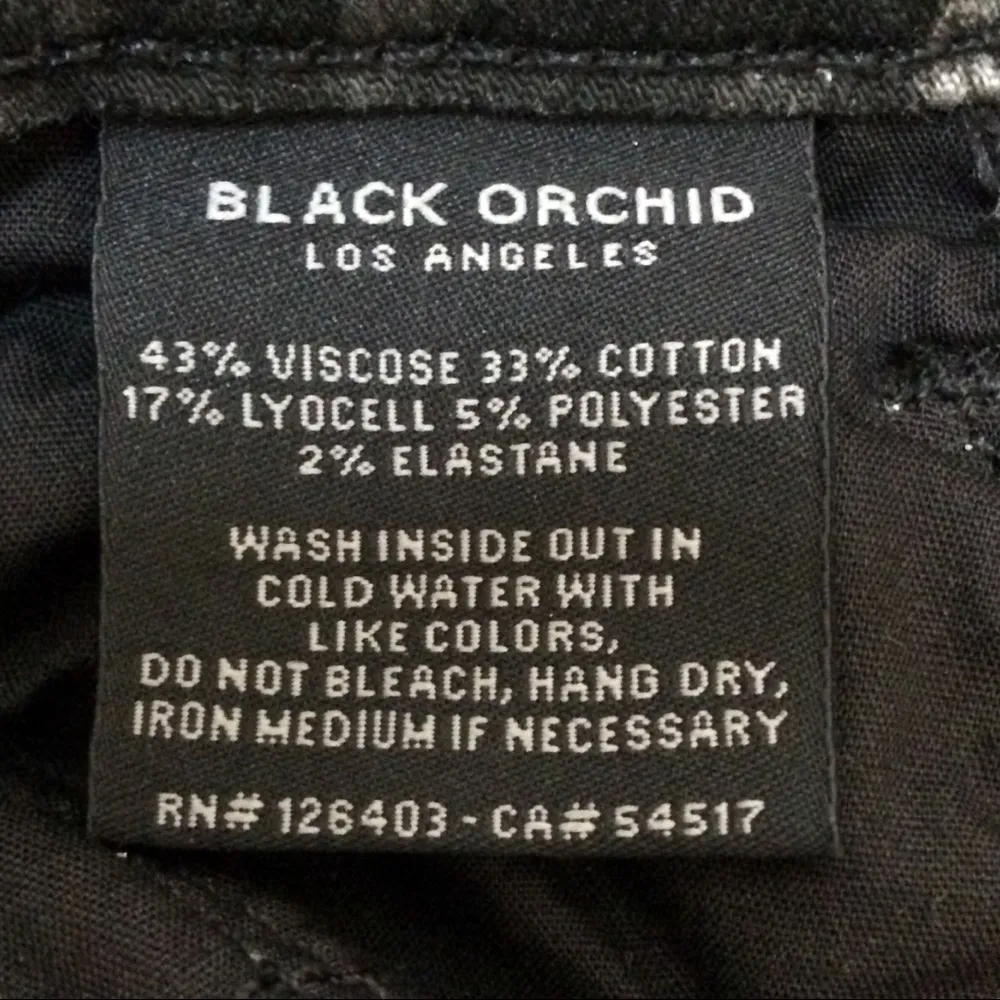 BLACK ORCHID
LOS ANGELES
43% VISCOSE 33% COTTON
17% LYOCELL 5% POLYESTER
2% ELASTANE
WASH INSIDE OUT IN
COLD WATER WITH
LIKE COLORS,
DO NOT BLEACH, HANG DRY,
IRON MEDIUM IF NECESSARY
RN# 126403 - CA# 54517